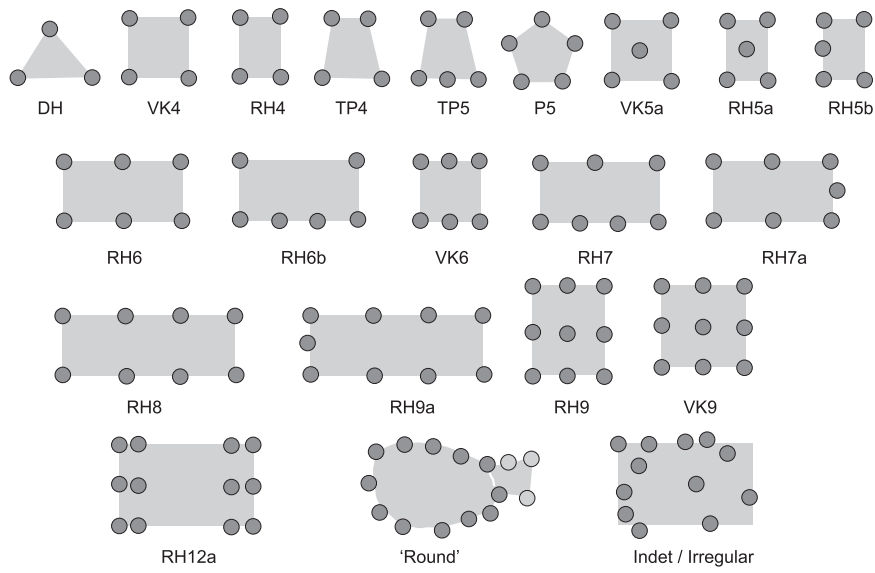 DH VK4 RH4 TP4 TP5 P5 VK5a RH5a RH5b
RH6 RH6b VK6 RH7 RH7a
RH8 RH9a RH9 VK9
RH12a ‘Round’ Indet / Irregular